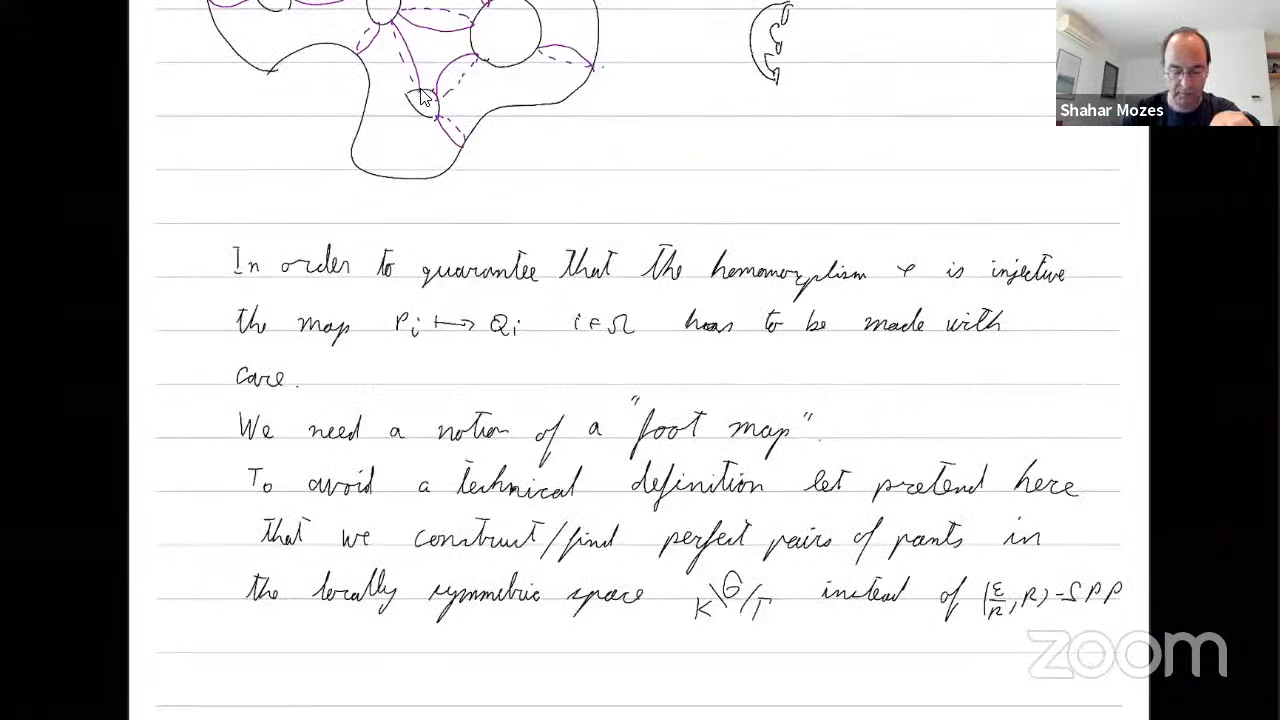 Shahar Mozes
In order to guarantee that the homomorphism φ is injective
the map Pᵢ ↦ Qᵢ i∈Ω has to be made with
care.
We need a notion of a "foot map".
To avoid a technical definition let pretend here
that we construct/find perfect pairs of pants in
the locally symmetric space K\G/Γ instead of (ε/R, R)-SPP
zoom